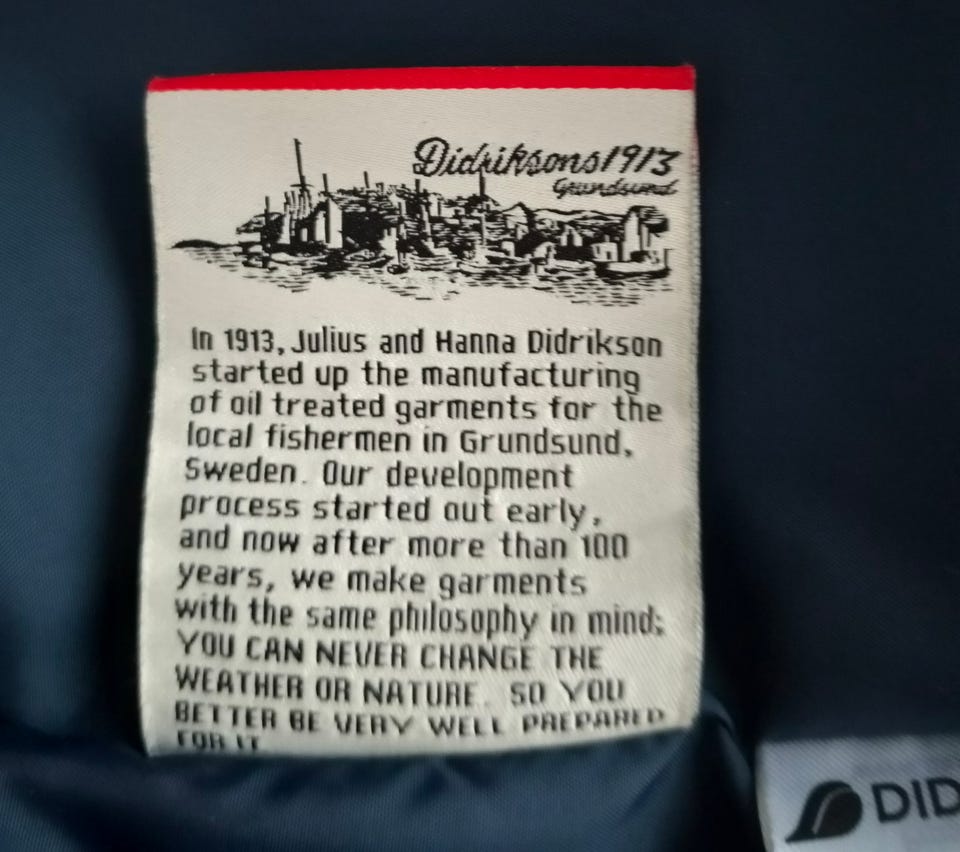 Didriksons1913
Grundsund
In 1913, Julius and Hanna Didrikson
started up the manufacturing
of oil treated garments for the
local fishermen in Grundsund,
Sweden. Our development
process started out early,
and now after more than 100
years, we make garments
with the same philosophy in mind;
YOU CAN NEVER CHANGE THE
WEATHER OR NATURE. SO YOU
BETTER BE VERY WELL PREPARED
FOR IT
DID